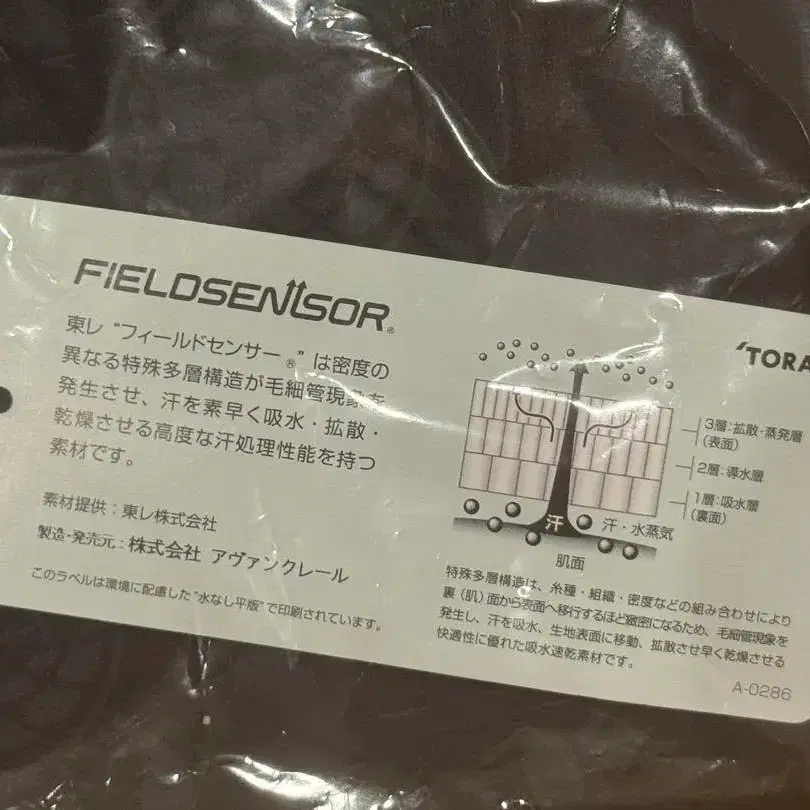 FIELDSENSOR®
東レ“フィールドセンサー®”は密度の
異なる特殊多層構造が毛細管現象を
発生させ、汗を素早く吸水・拡散・
乾燥させる高度な汗処理性能を持つ
素材です。
素材提供：東レ株式会社
製造・発売元：株式会社 アヴァンクレール
このラベルは環境に配慮した“水なし平版”で印刷されています。
'TORA
3層：拡散・蒸発層
(表面)
2層：導水層
1層：吸水層
(裏面)
汗
汗・水蒸気
肌面
特殊多層構造は、糸種・組織・密度などの組み合わせにより
裏（肌）面から表面へ移行するほど緻密になるため、毛細管現象を
発生し、汗を吸水、生地表面に移動、拡散させ早く乾燥させる
快適性に優れた吸水速乾素材です。
A-0286